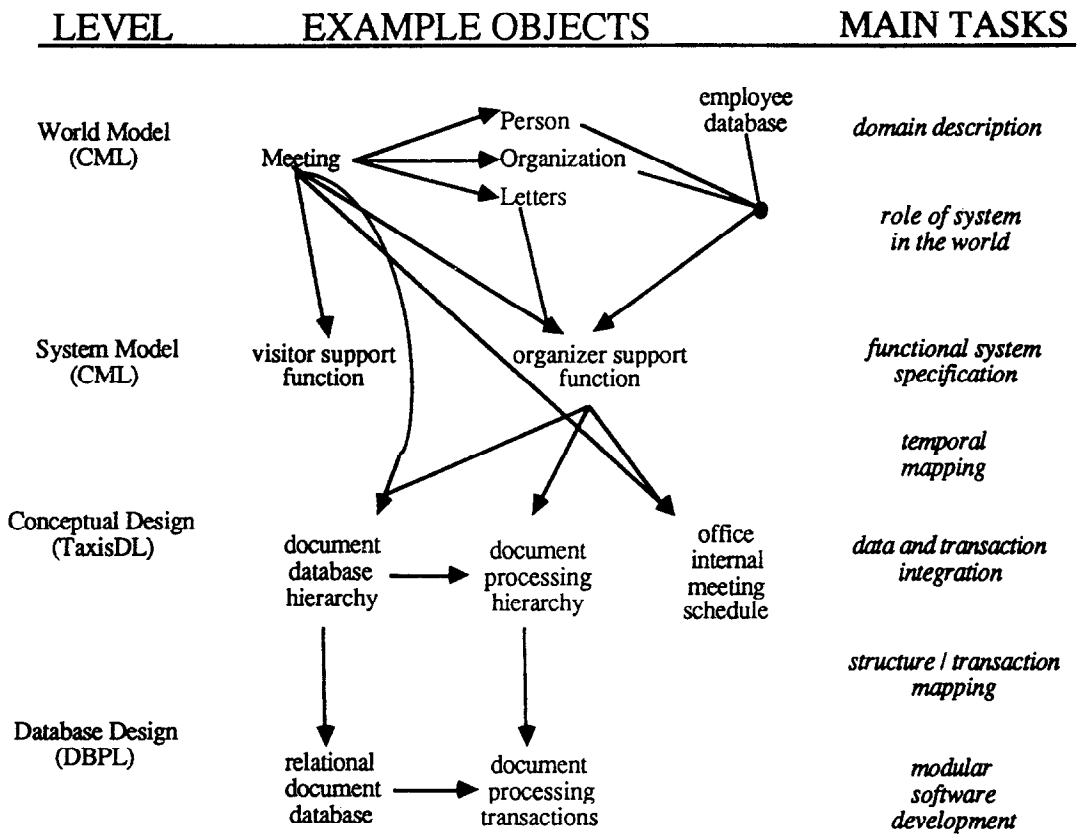 LEVEL EXAMPLE OBJECTS MAIN TASKS
World Model
(CML)
Meeting
Person
Organization
Letters
employee
database
domain description
role of system
in the world
System Model
(CML)
visitor support
function
organizer support
function
functional system
specification
temporal
mapping
Conceptual Design
(TaxisDL)
document
database
hierarchy
document
processing
hierarchy
office
internal
meeting
schedule
data and transaction
integration
structure / transaction
mapping
Database Design
(DBPL)
relational
document
database
document
processing
transactions
modular
software
development